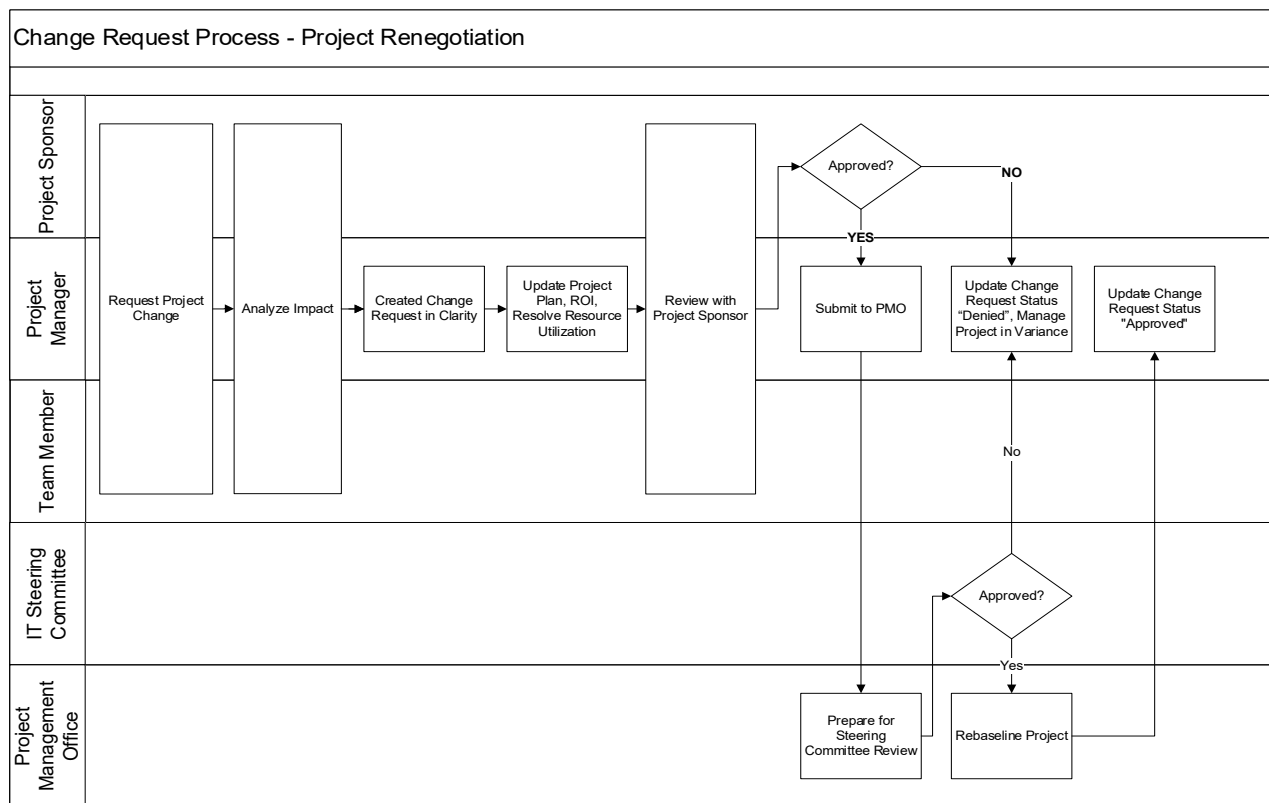 Change Request Process - Project Renegotiation
Project Sponsor
Approved?
NO
YES
Project
Manager
Request Project
Change
Analyze Impact
Created Change
Request in Clarity
Update Project
Plan, ROI,
Resolve Resource
Utilization
Review with
Project Sponsor
Submit to PMO
Update Change
Request Status
“Denied”, Manage
Project in Variance
Update Change
Request Status
"Approved"
Team Member
No
IT Steering
Committee
Approved?
Yes
Project
Management
Office
Prepare for
Steering
Committee Review
Rebaseline Project